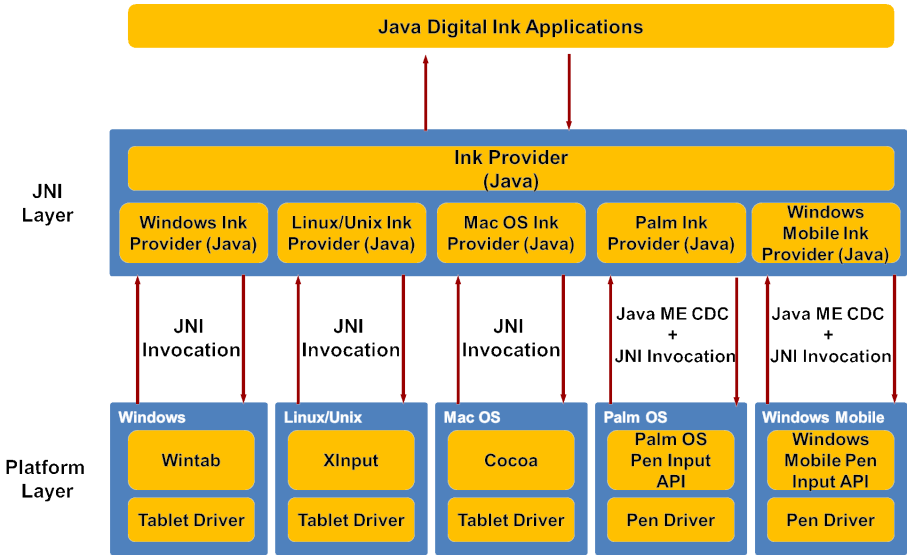 Java Digital Ink Applications
JNI
Layer
Ink Provider
(Java)
Windows Ink
Provider (Java)
Linux/Unix Ink
Provider (Java)
Mac OS Ink
Provider (Java)
Palm Ink
Provider (Java)
Windows
Mobile Ink
Provider (Java)
JNI
Invocation
JNI
Invocation
JNI
Invocation
Java ME CDC
+
JNI Invocation
Java ME CDC
+
JNI Invocation
Platform
Layer
Windows
Wintab
Tablet Driver
Linux/Unix
XInput
Tablet Driver
Mac OS
Cocoa
Tablet Driver
Palm OS
Palm OS
Pen Input
API
Pen Driver
Windows Mobile
Windows
Mobile Pen
Input API
Pen Driver